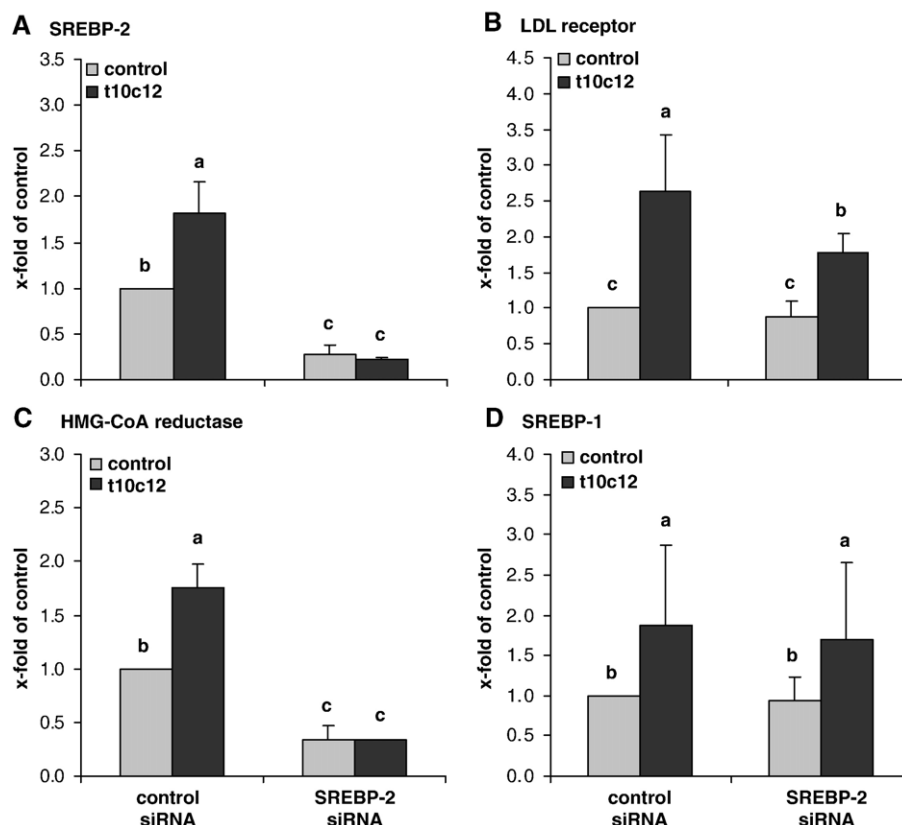 A SREBP-2
x-fold of control
3.5
3.0
2.5
2.0
1.5
1.0
0.5
0.0
control
t10c12
b
a
c
c
B LDL receptor
x-fold of control
4.5
4.0
3.5
3.0
2.5
2.0
1.5
1.0
0.5
0.0
control
t10c12
c
a
c
b
C HMG-CoA reductase
x-fold of control
3.0
2.5
2.0
1.5
1.0
0.5
0.0
control
t10c12
b
a
c
c
control
siRNA
SREBP-2
siRNA
D SREBP-1
x-fold of control
4.0
3.5
3.0
2.5
2.0
1.5
1.0
0.5
0.0
control
t10c12
b
a
b
a
control
siRNA
SREBP-2
siRNA